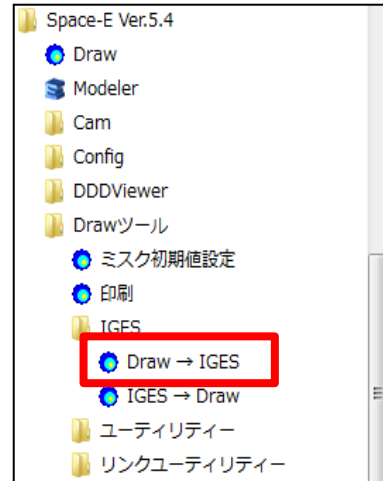 Space-E Ver.5.4
Draw
Modeler
Cam
Config
DDDViewer
Drawツール
ミスク初期値設定
印刷
IGES
Draw → IGES
IGES → Draw
ユーティリティー
リンクユーティリティー